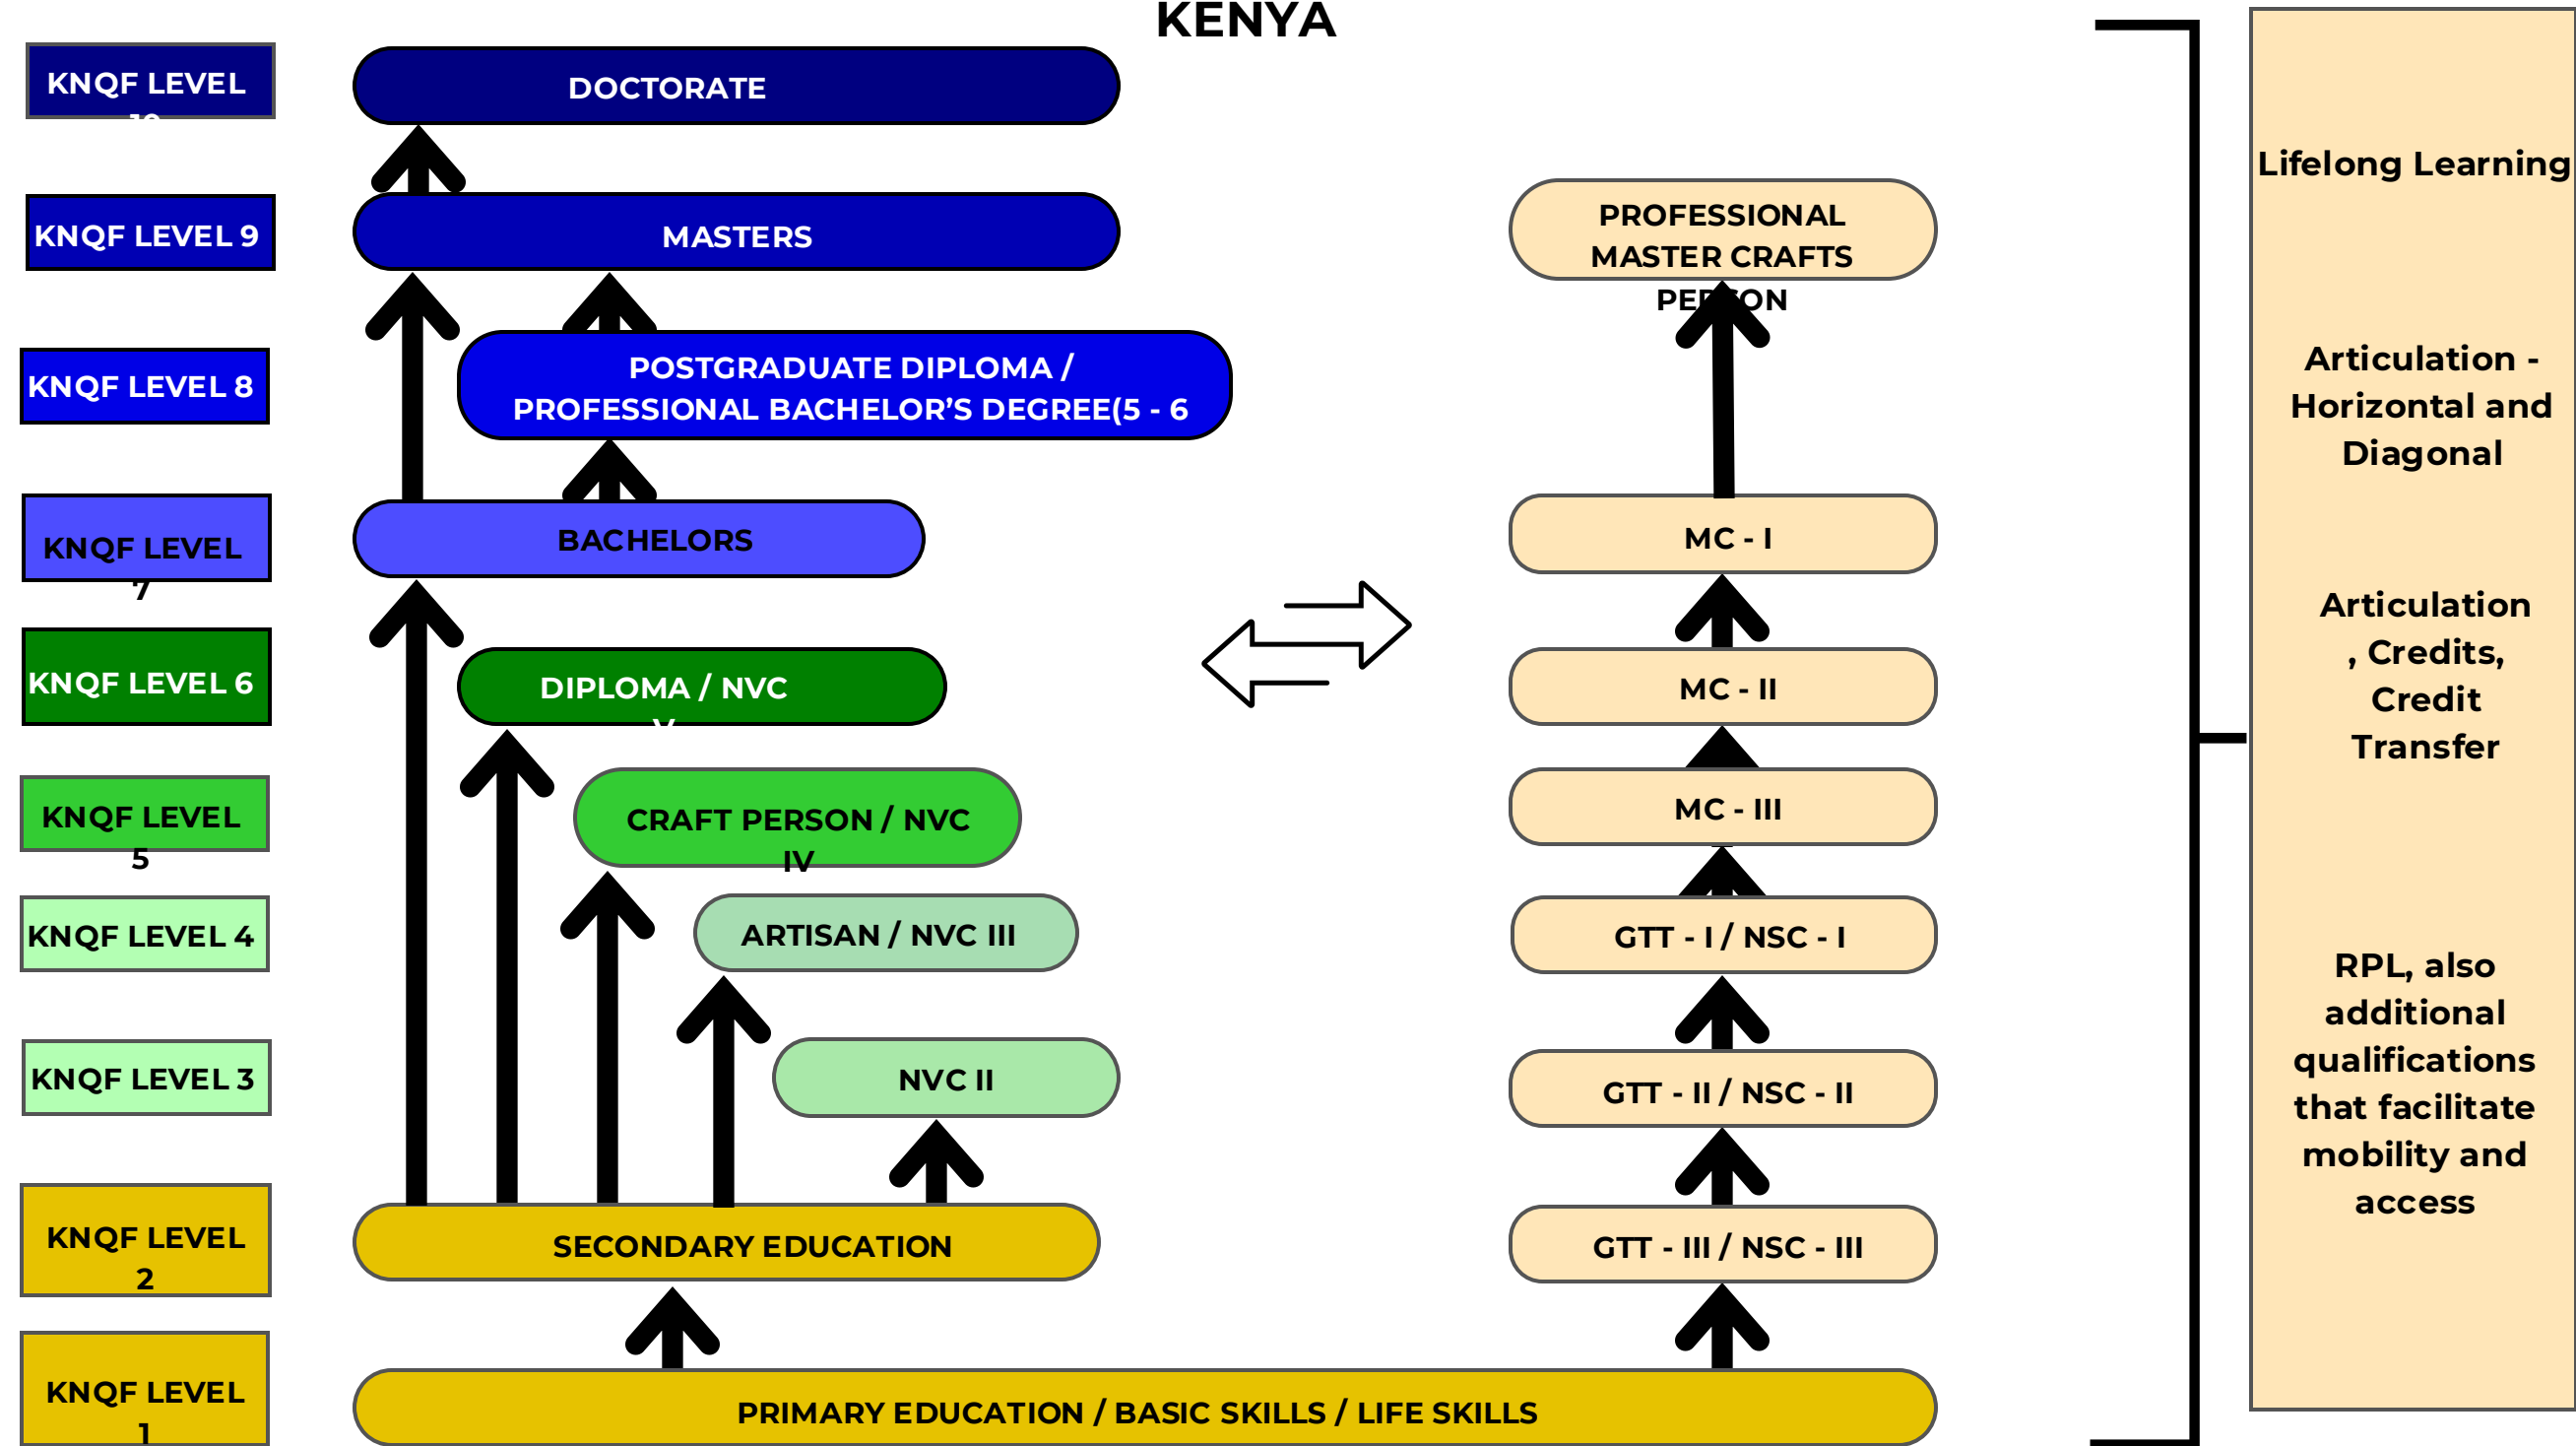 KENYA
KNQF LEVEL
10
DOCTORATE
KNQF LEVEL 9
MASTERS
PROFESSIONAL
MASTER CRAFTS
PERSON
KNQF LEVEL 8
POSTGRADUATE DIPLOMA /
PROFESSIONAL BACHELOR’S DEGREE(5 - 6
KNQF LEVEL
7
BACHELORS
MC - I
KNQF LEVEL 6
DIPLOMA / NVC
V
MC - II
KNQF LEVEL
5
CRAFT PERSON / NVC
IV
MC - III
KNQF LEVEL 4
ARTISAN / NVC III
GTT - I / NSC - I
KNQF LEVEL 3
NVC II
GTT - II / NSC - II
KNQF LEVEL
2
SECONDARY EDUCATION
GTT - III / NSC - III
KNQF LEVEL
1
PRIMARY EDUCATION / BASIC SKILLS / LIFE SKILLS
Lifelong Learning
Articulation -
Horizontal and
Diagonal
Articulation
, Credits,
Credit
Transfer
RPL, also
additional
qualifications
that facilitate
mobility and
access